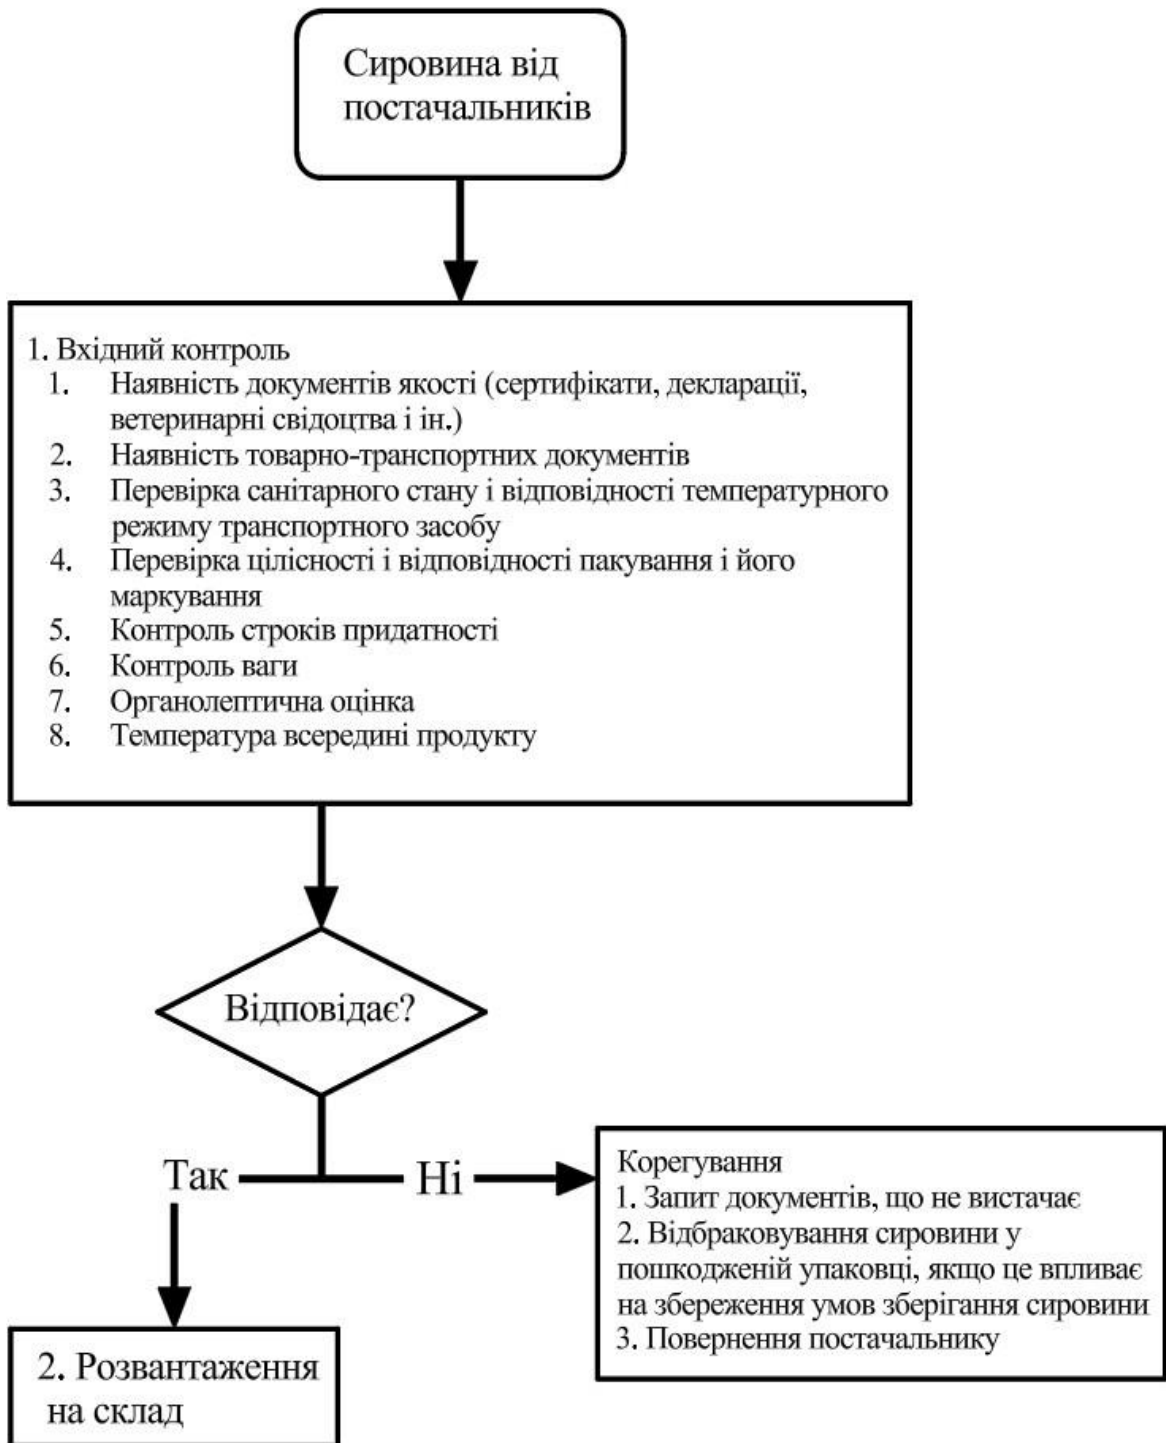 Сировина від
постачальників
1. Вхідний контроль
1. Наявність документів якості (сертифікати, декларації,
ветеринарні свідоцтва і ін.)
2. Наявність товарно-транспортних документів
3. Перевірка санітарного стану і відповідності температурного
режиму транспортного засобу
4. Перевірка цілісності і відповідності пакування і його
маркування
5. Контроль строків придатності
6. Контроль ваги
7. Органолептична оцінка
8. Температура всередині продукту
Відповідає?
Так
Ні
Корегування
1. Запит документів, що не вистачає
2. Відбраковування сировини у
пошкодженій упаковці, якщо це впливає
на збереження умов зберігання сировини
3. Повернення постачальнику
2. Розвантаження
на склад